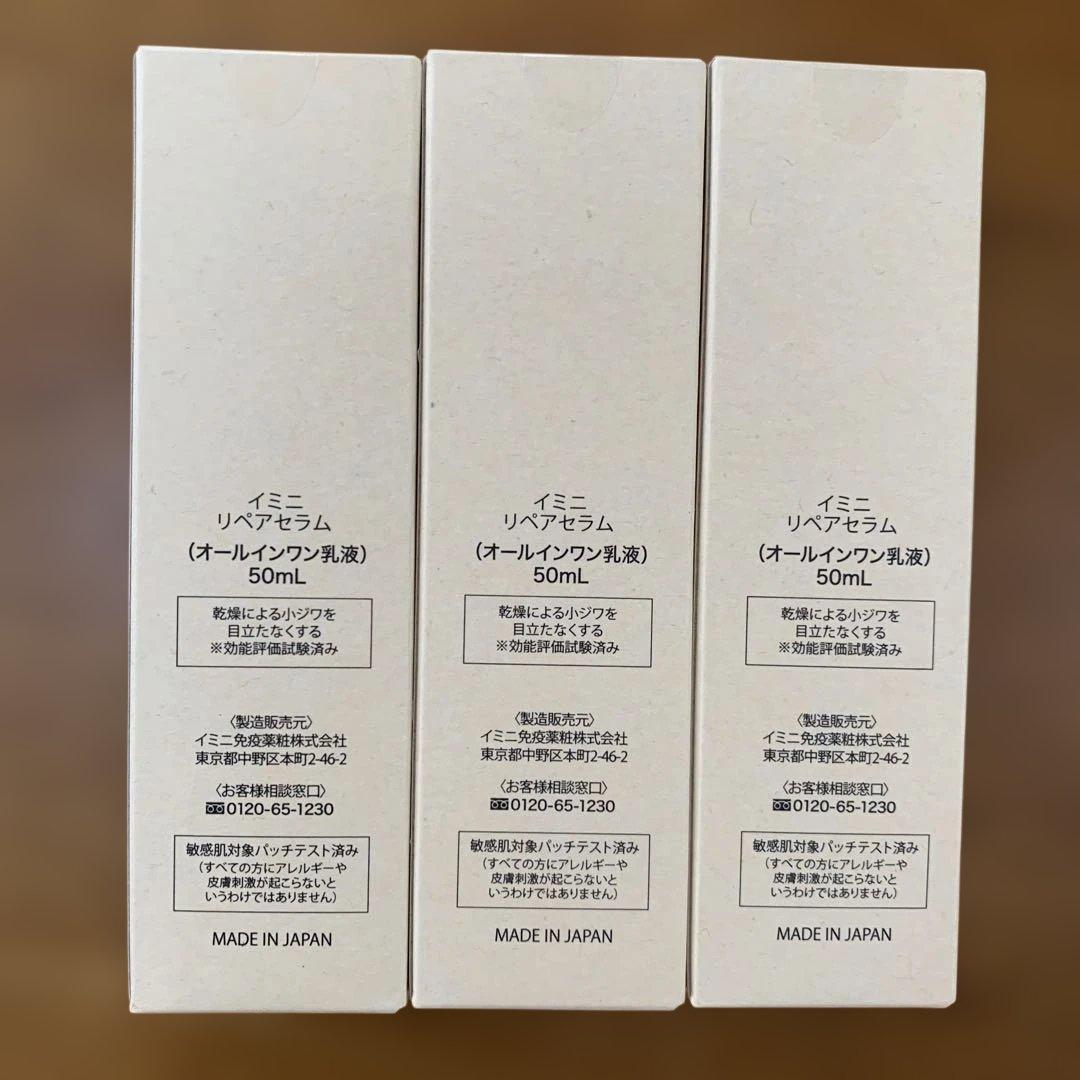 イミニ
リペアセラム
（オールインワン乳液）
50mL
乾燥による小ジワを
目立たなくする
※効能評価試験済み
〈製造販売元〉
イミニ免疫薬粧株式会社
東京都中野区本町2-46-2
〈お客様相談窓口〉
0120-65-1230
敏感肌対象パッチテスト済み
（すべての方にアレルギーや
皮膚刺激が起こらないと
いうわけではありません）
MADE IN JAPAN
イミニ
リペアセラム
（オールインワン乳液）
50mL
乾燥による小ジワを
目立たなくする
※効能評価試験済み
〈製造販売元〉
イミニ免疫薬粧株式会社
東京都中野区本町2-46-2
〈お客様相談窓口〉
0120-65-1230
敏感肌対象パッチテスト済み
（すべての方にアレルギーや
皮膚刺激が起こらないと
いうわけではありません）
MADE IN JAPAN
イミニ
リペアセラム
（オールインワン乳液）
50mL
乾燥による小ジワを
目立たなくする
※効能評価試験済み
〈製造販売元〉
イミニ免疫薬粧株式会社
東京都中野区本町2-46-2
〈お客様相談窓口〉
0120-65-1230
敏感肌対象パッチテスト済み
（すべての方にアレルギーや
皮膚刺激が起こらないと
いうわけではありません）
MADE IN JAPAN